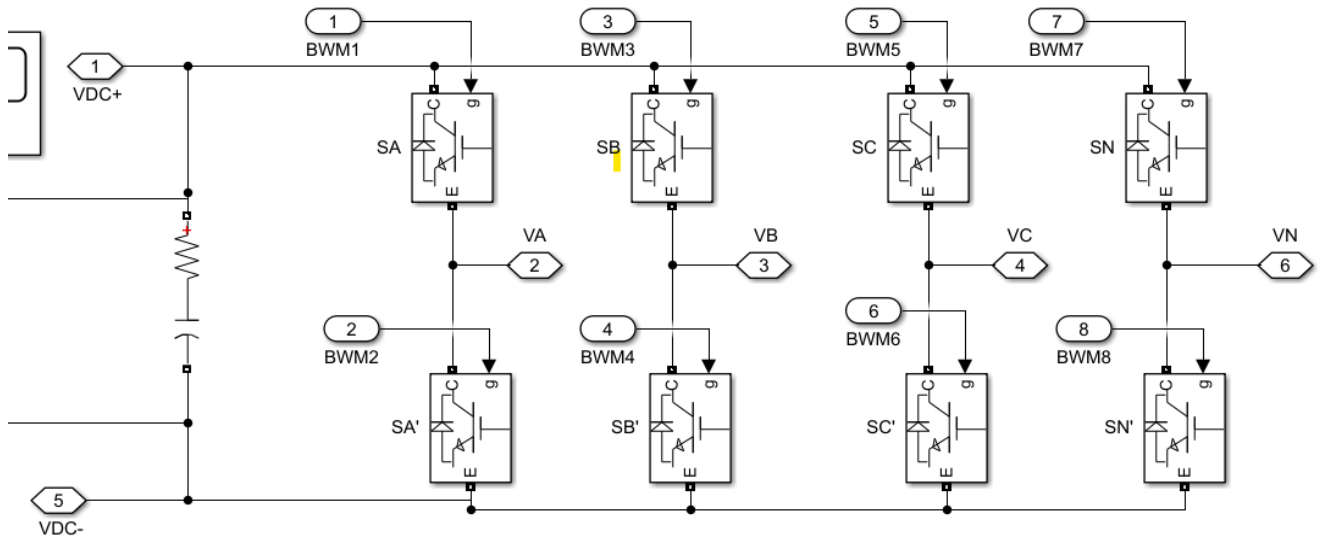 1
BWM1
3
BWM3
5
BWM5
7
BWM7
1
VDC+
C g
SA
E
C g
SB
E
C g
SC
E
C g
SN
E
+
VA
2
VB
3
VC
4
VN
6
2
BWM2
4
BWM4
6
BWM6
8
BWM8
C g
SA'
E
C g
SB'
E
C g
SC'
E
C g
SN'
E
5
VDC-